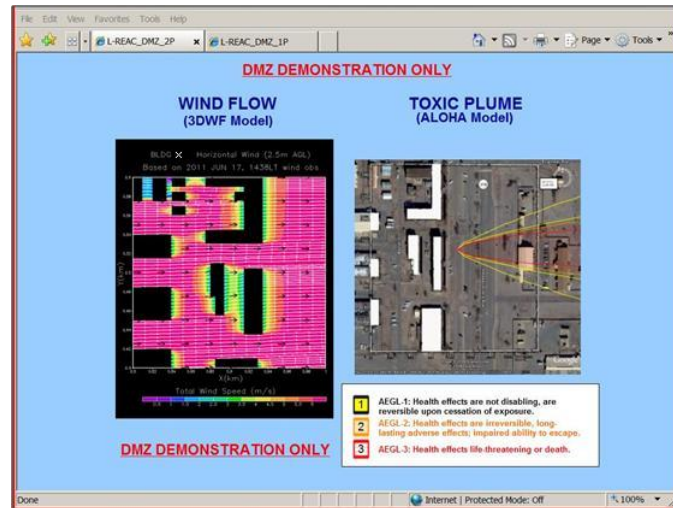 File Edit View Favorites Tools Help
L-REAC_DMZ_2P x L-REAC_DMZ_1P Page Tools
DMZ DEMONSTRATION ONLY
WIND FLOW
(3DWF Model)
TOXIC PLUME
(ALOHA Model)
BLDG X Horizontal Wind (2.5m AGL)
Based on 2011 JUN 17, 1438LT wind obs
Y(km)
X(km)
Total Wind Speed (m/s)
Google
1 AEGL-1: Health effects are not disabling, are
reversible upon cessation of exposure.
2 AEGL-2: Health effects are irreversible, long-
lasting adverse effects; impaired ability to escape.
3 AEGL-3: Health effects life-threatening or death.
DMZ DEMONSTRATION ONLY
Done Internet | Protected Mode: Off 100%